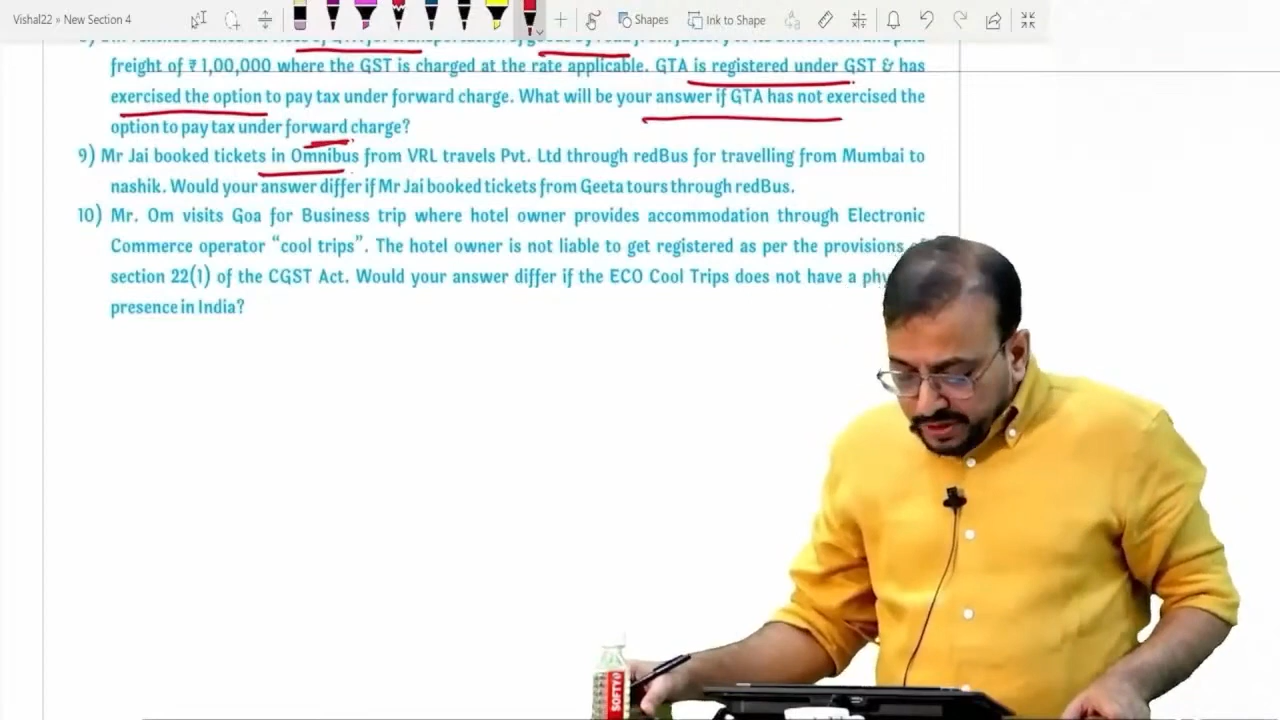 Vishal22 » New Section 4
Shapes
Ink to Shape
freight of ₹ 1,00,000 where the GST is charged at the rate applicable. GTA is registered under GST & has
exercised the option to pay tax under forward charge. What will be your answer if GTA has not exercised the
option to pay tax under forward charge?
9) Mr Jai booked tickets in Omnibus from VRL travels Pvt. Ltd through redBus for travelling from Mumbai to
nashik. Would your answer differ if Mr Jai booked tickets from Geeta tours through redBus.
10) Mr. Om visits Goa for Business trip where hotel owner provides accommodation through Electronic
Commerce operator “cool trips”. The hotel owner is not liable to get registered as per the provisions
section 22(1) of the CGST Act. Would your answer differ if the ECO Cool Trips does not have a
presence in India?
SOFTY